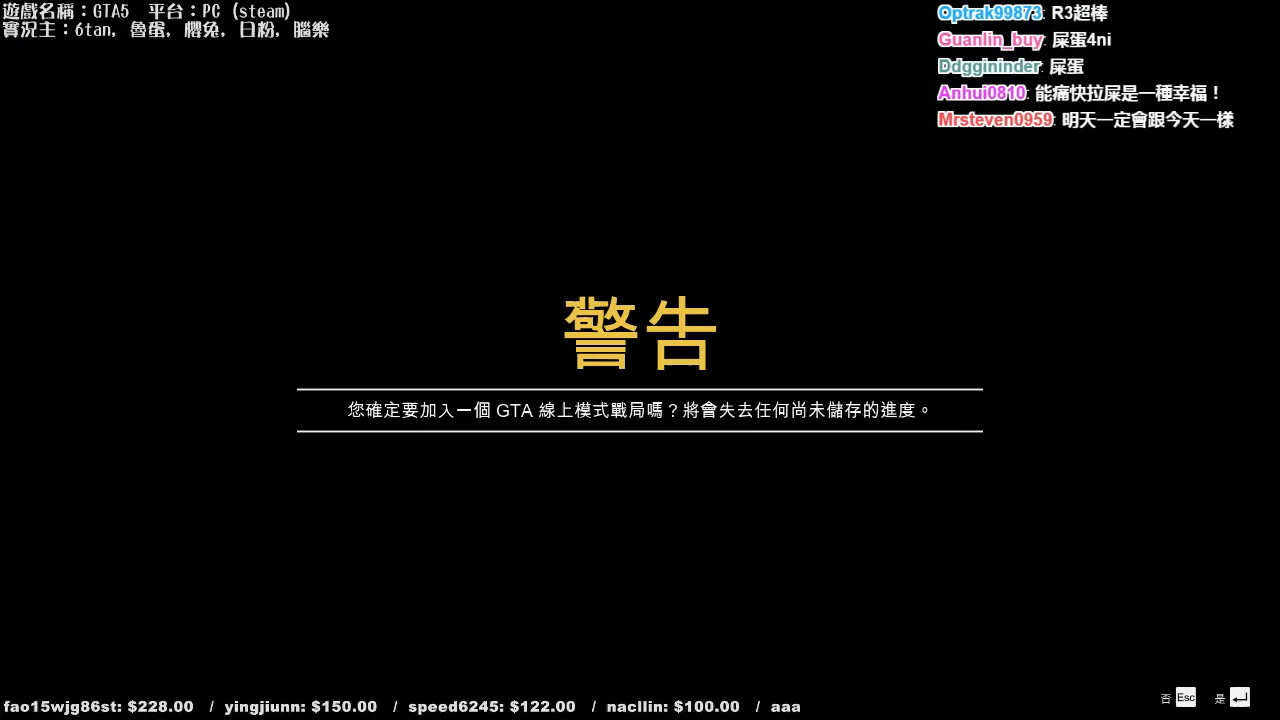 遊戲名稱：GTA5 平台：PC (steam)
實況主：6tan, 魯蛋, 懶兔, 日粉, 腦樂
Optrak99873: R3超棒
Guanlin_buy: 屎蛋4ni
Ddggininder: 屎蛋
Anhui0810: 能痛快拉屎是一種幸福！
Mrsteven0959: 明天一定會跟今天一樣
警告
您確定要加入一個 GTA 線上模式戰局嗎？將會失去任何尚未儲存的進度。
否 Esc 是
fao15wjg86st: $228.00 / yingjiunn: $150.00 / speed6245: $122.00 / nacllin: $100.00 / aaa